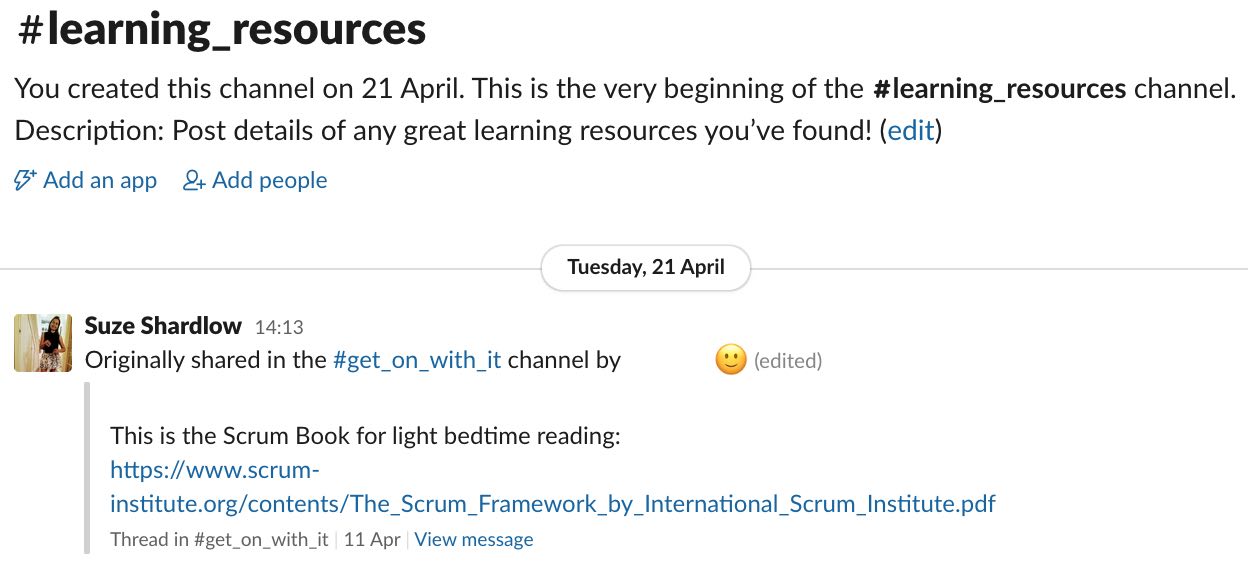 #learning_resources
You created this channel on 21 April. This is the very beginning of the #learning_resources channel.
Description: Post details of any great learning resources you’ve found! (edit)
Add an app Add people
Tuesday, 21 April
Suze Shardlow 14:13
Originally shared in the #get_on_with_it channel by 🙂 (edited)
This is the Scrum Book for light bedtime reading:
https://www.scrum-
institute.org/contents/The_Scrum_Framework_by_International_Scrum_Institute.pdf
Thread in #get_on_with_it | 11 Apr | View message